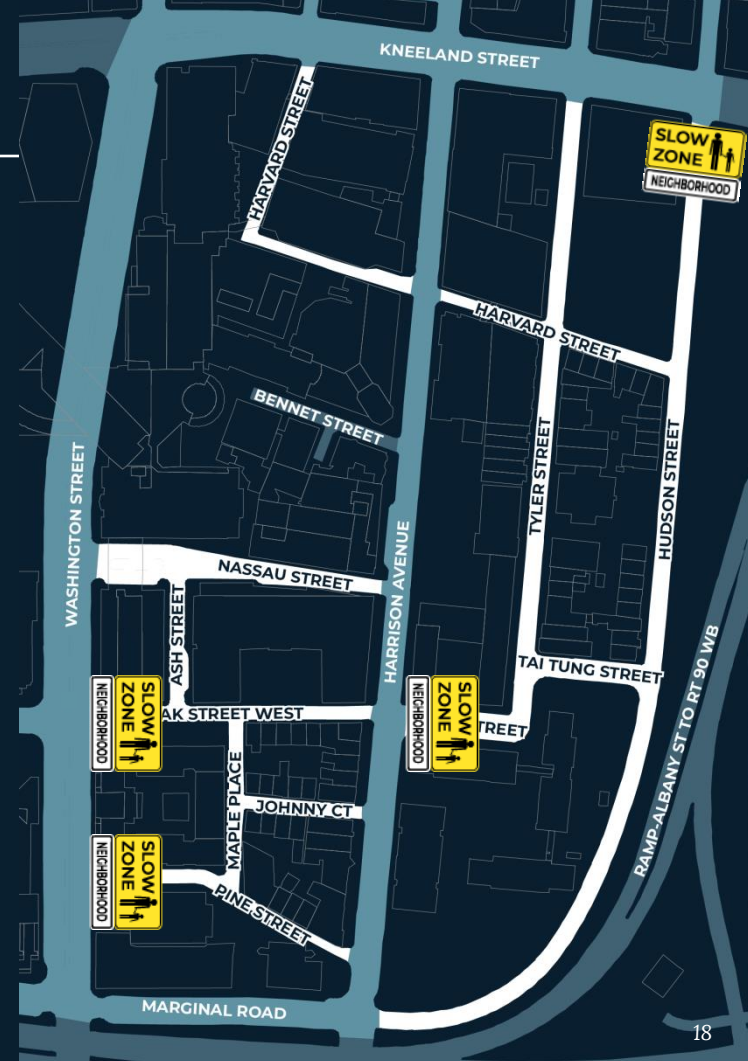 KNEELAND STREET
SLOW
ZONE
NEIGHBORHOOD
HARVARD STREET
HARVARD STREET
BENNET STREET
WASHINGTON STREET
TYLER STREET
HUDSON STREET
NASSAU STREET
HARRISON AVENUE
ASH STREET
TAI TUNG STREET
RAMP-ALBANY ST TO RT 90 WB
SLOW
ZONE
NEIGHBORHOOD
AK STREET WEST
SLOW
ZONE
NEIGHBORHOOD
TREET
MAPLE PLACE
JOHNNY CT
SLOW
ZONE
NEIGHBORHOOD
PINE STREET
MARGINAL ROAD
18